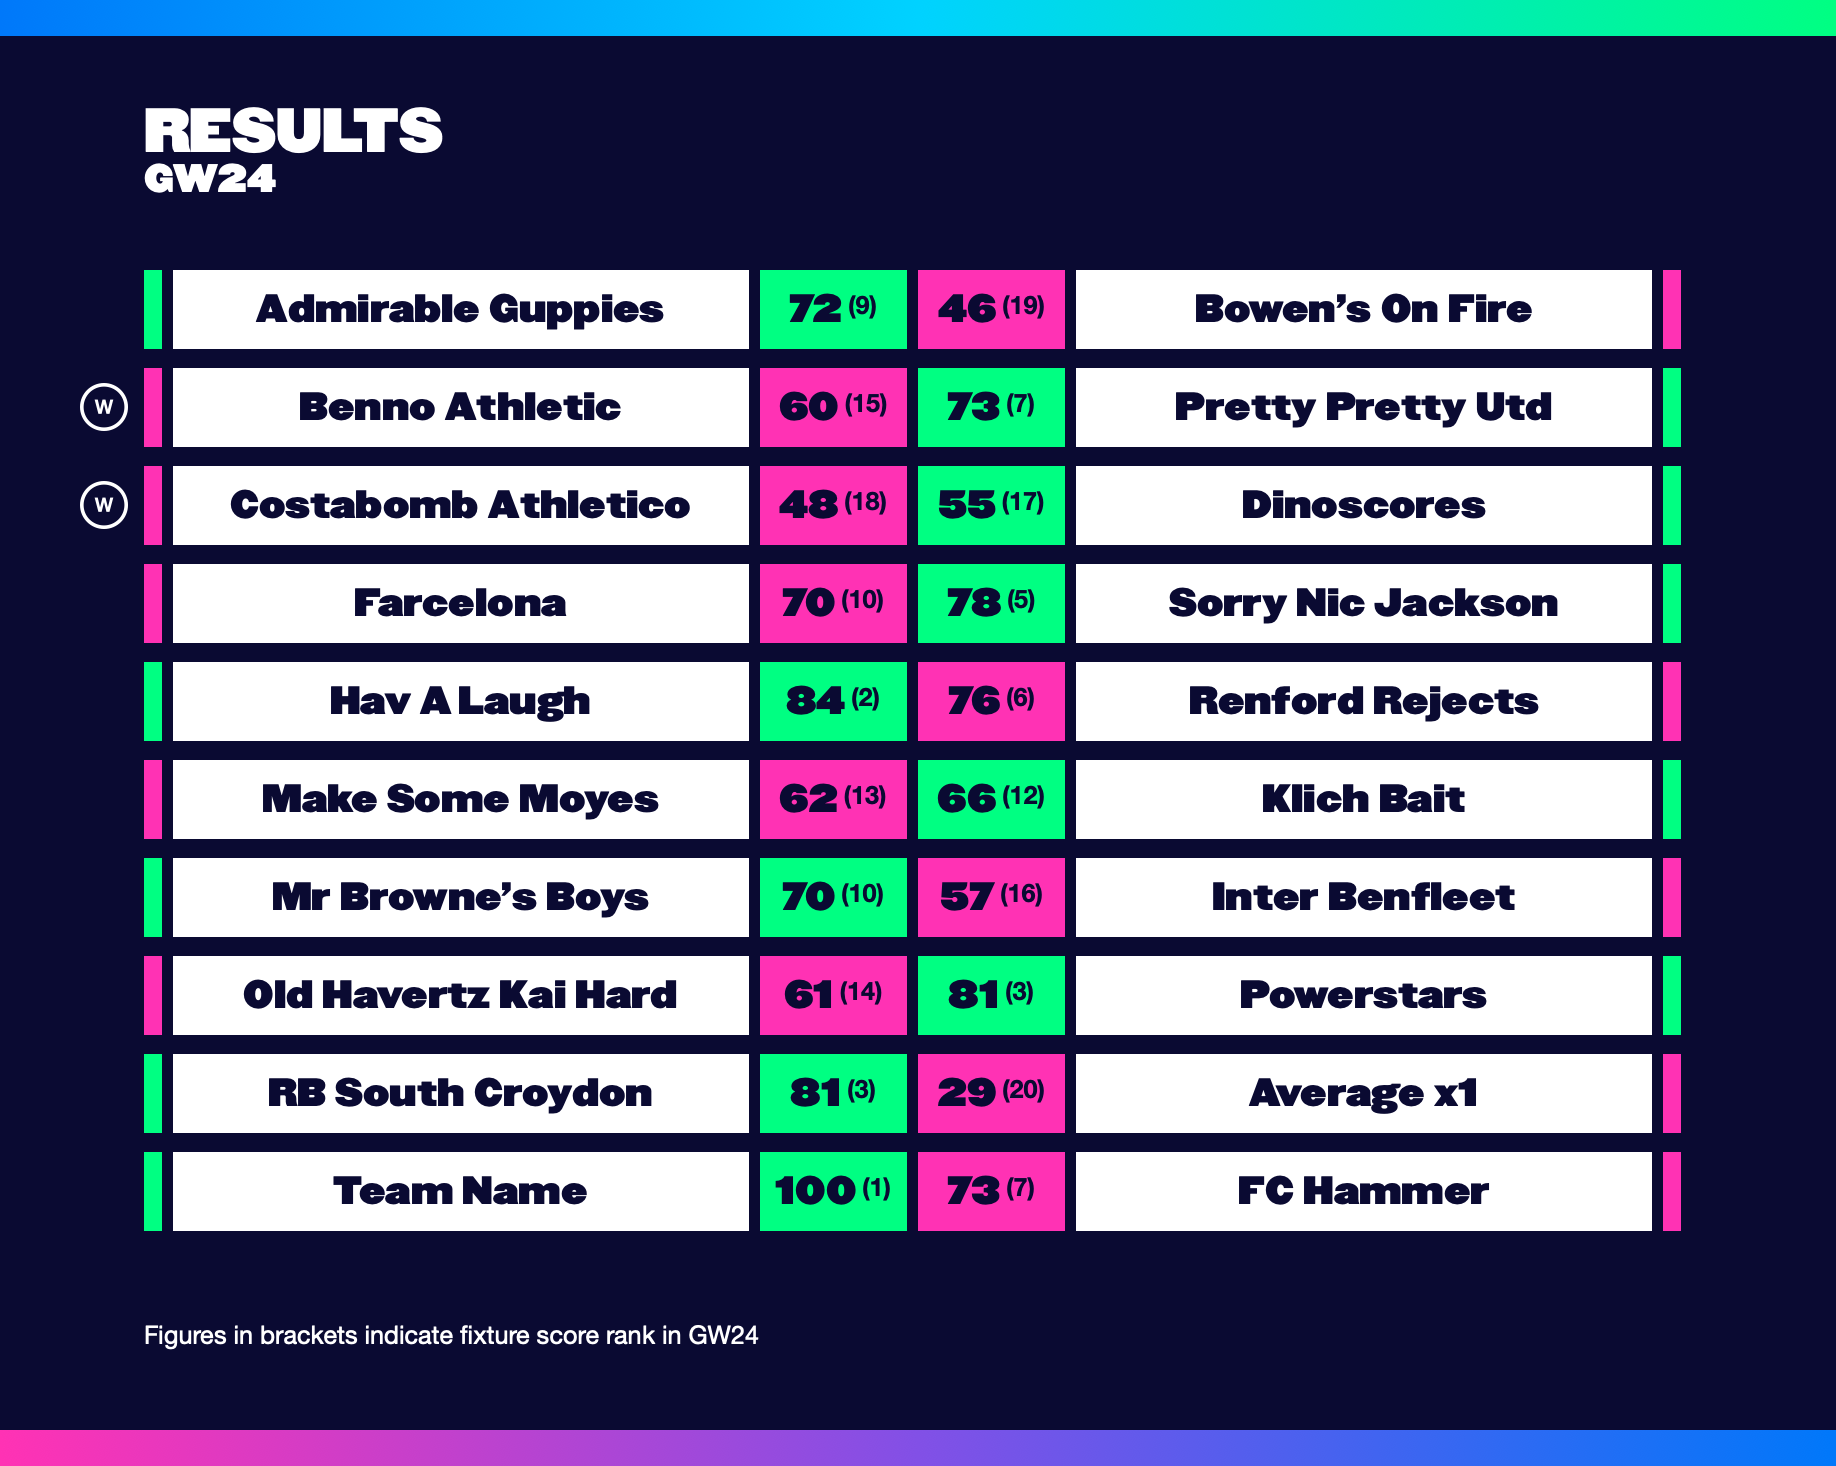 RESULTS
GW24
Admirable Guppies 72 (9) 46 (19) Bowen's On Fire
W Benno Athletic 60 (15) 73 (7) Pretty Pretty Utd
W Costabomb Athletico 48 (18) 55 (17) Dinoscores
Farcelona 70 (10) 78 (5) Sorry Nic Jackson
Hav A Laugh 84 (2) 76 (6) Renford Rejects
Make Some Moyes 62 (13) 66 (12) Klich Bait
Mr Browne's Boys 70 (10) 57 (16) Inter Benfleet
Old Havertz Kai Hard 61 (14) 81 (3) Powerstars
RB South Croydon 81 (3) 29 (20) Average x1
Team Name 100 (1) 73 (7) FC Hammer
Figures in brackets indicate fixture score rank in GW24